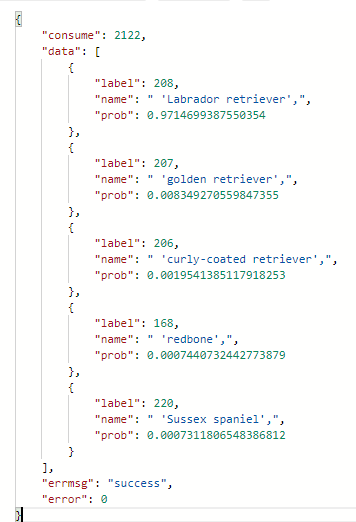 {
"consume": 2122,
"data": [
{
"label": 208,
"name": " 'Labrador retriever',",
"prob": 0.9714699387550354
},
{
"label": 207,
"name": " 'golden retriever',",
"prob": 0.008349270559847355
},
{
"label": 206,
"name": " 'curly-coated retriever',",
"prob": 0.0019541385117918253
},
{
"label": 168,
"name": " 'redbone',",
"prob": 0.0007440732442773879
},
{
"label": 220,
"name": " 'Sussex spaniel',",
"prob": 0.0007311806548386812
}
],
"errmsg": "success",
"error": 0
}